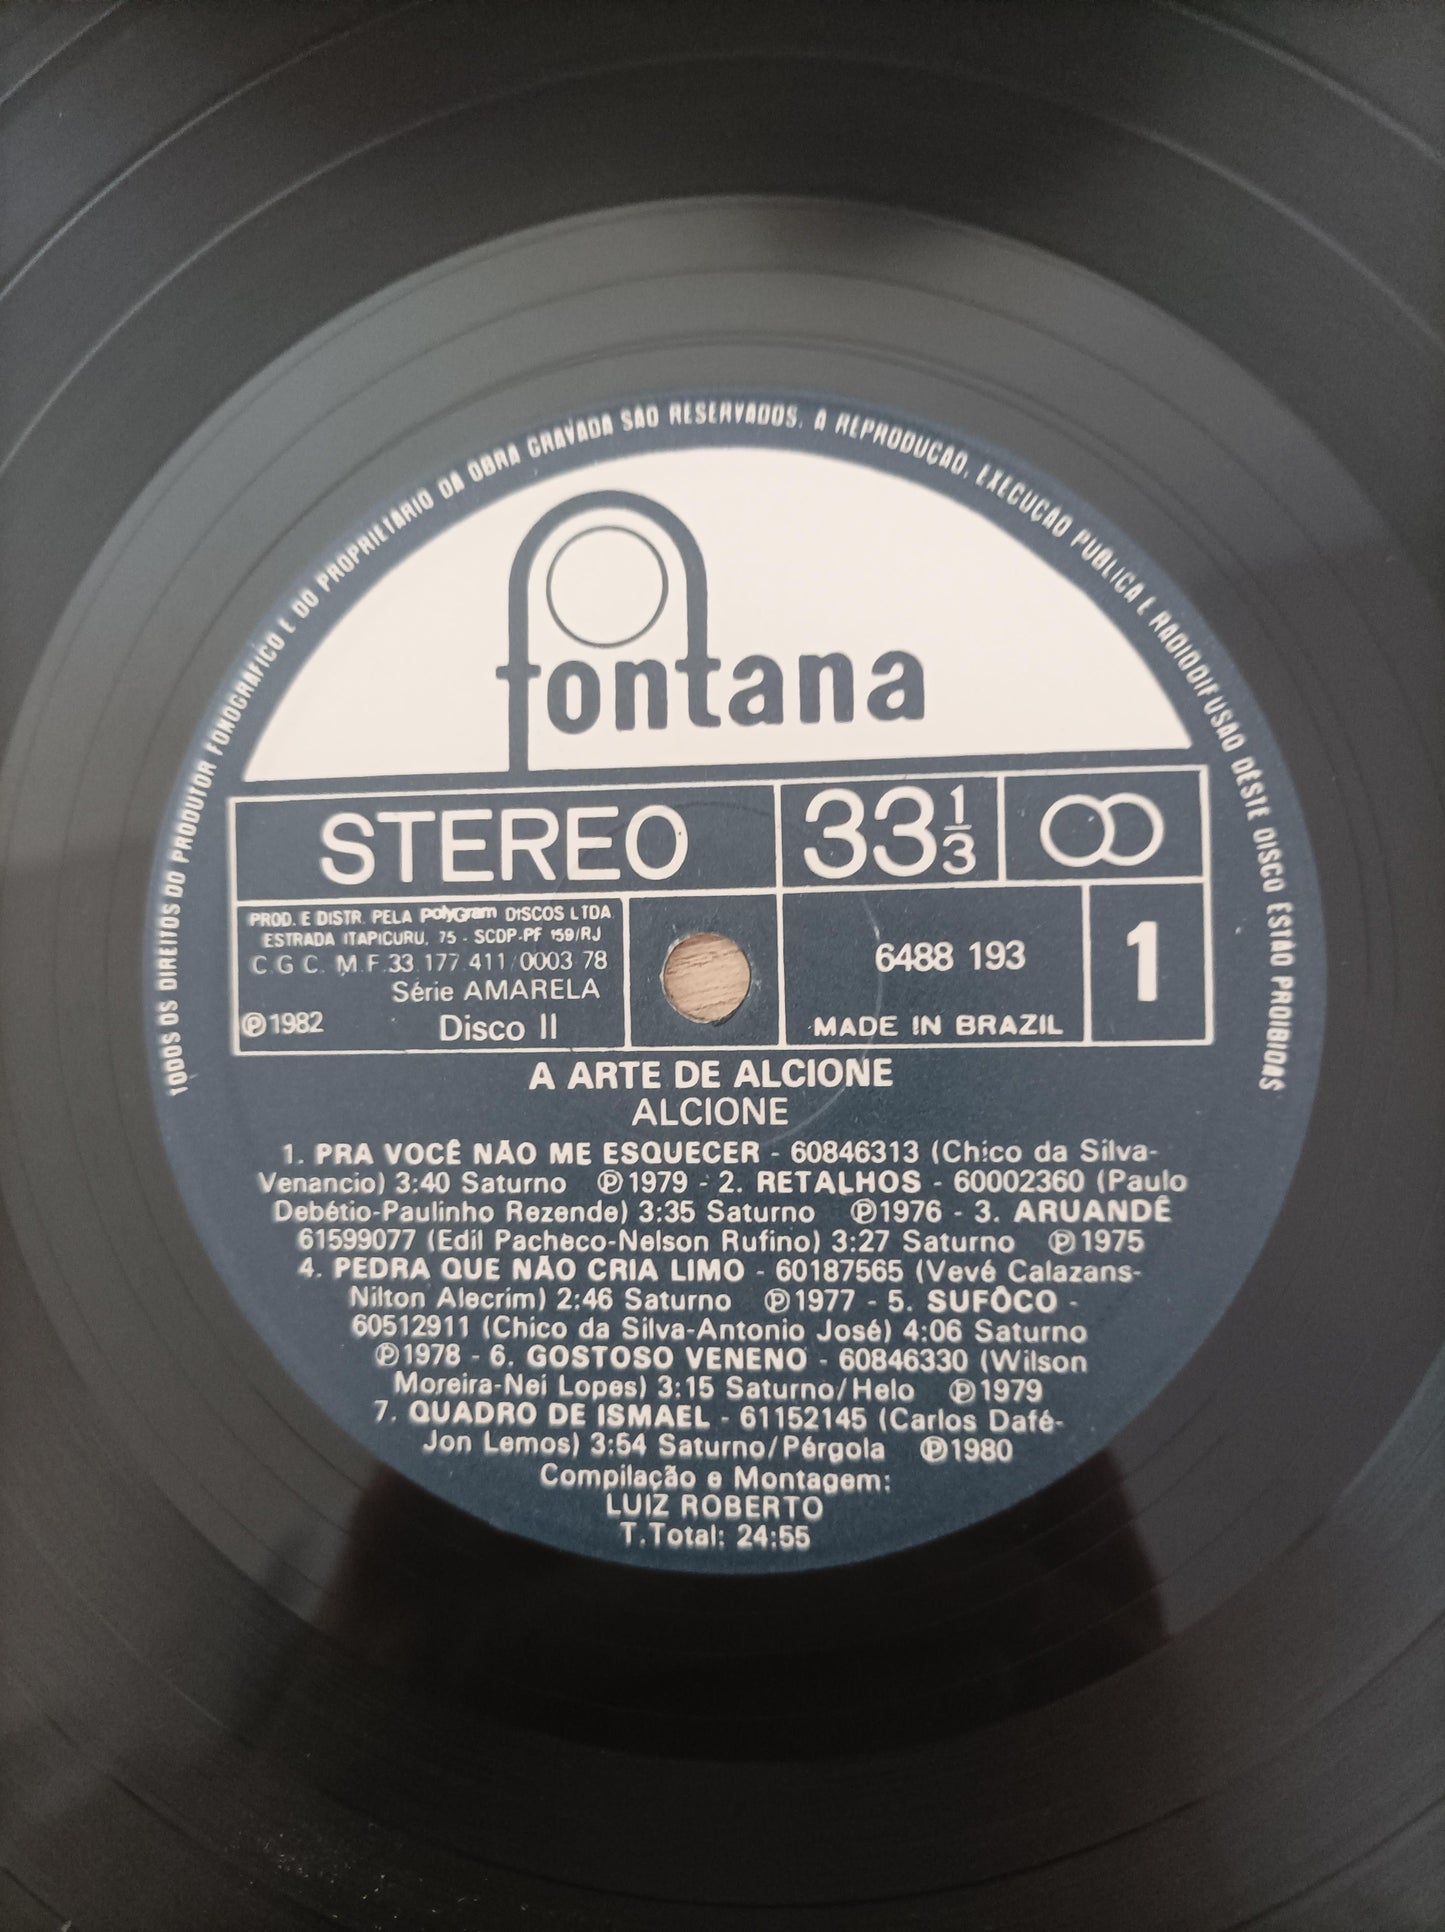 TODOS OS DIREITOS DO PRODUTOR FONOGRAFICO E DO PROPRIETARIO DA OBRA GRAVADA SÃO RESERVADOS. A REPRODUÇÃO, EXECUÇÃO PUBLICA E RADIODIFUSÃO DESTE DISCO ESTÃO PROIBIDAS
fontana
STEREO
33 1/3
PROD. E DISTR. PELA PolyGram DISCOS LTDA
ESTRADA ITAPICURU, 75 - SCDP-PF 159/RJ
C.G.C. M.F.33.177.411/0003 78
Série AMARELA
℗1982 Disco II
6488 193
MADE IN BRAZIL
1
A ARTE DE ALCIONE
ALCIONE
1. PRA VOCÊ NÃO ME ESQUECER - 60846313 (Chico da Silva-
Venancio) 3:40 Saturno ℗1979 - 2. RETALHOS - 60002360 (Paulo
Debétio-Paulinho Rezende) 3:35 Saturno ℗1976 - 3. ARUANDÊ
61599077 (Edil Pacheco-Nelson Rufino) 3:27 Saturno ℗1975
4. PEDRA QUE NÃO CRIA LIMO - 60187565 (Vevé Calazans-
Nilton Alecrim) 2:46 Saturno ℗1977 - 5. SUFÔCO -
60512911 (Chico da Silva-Antonio José) 4:06 Saturno
℗1978 - 6. GOSTOSO VENENO - 60846330 (Wilson
Moreira-Nei Lopes) 3:15 Saturno/Helo ℗1979
7. QUADRO DE ISMAEL - 61152145 (Carlos Dafé-
Jon Lemos) 3:54 Saturno/Pérgola ℗1980
Compilação e Montagem:
LUIZ ROBERTO
T.Total: 24:55